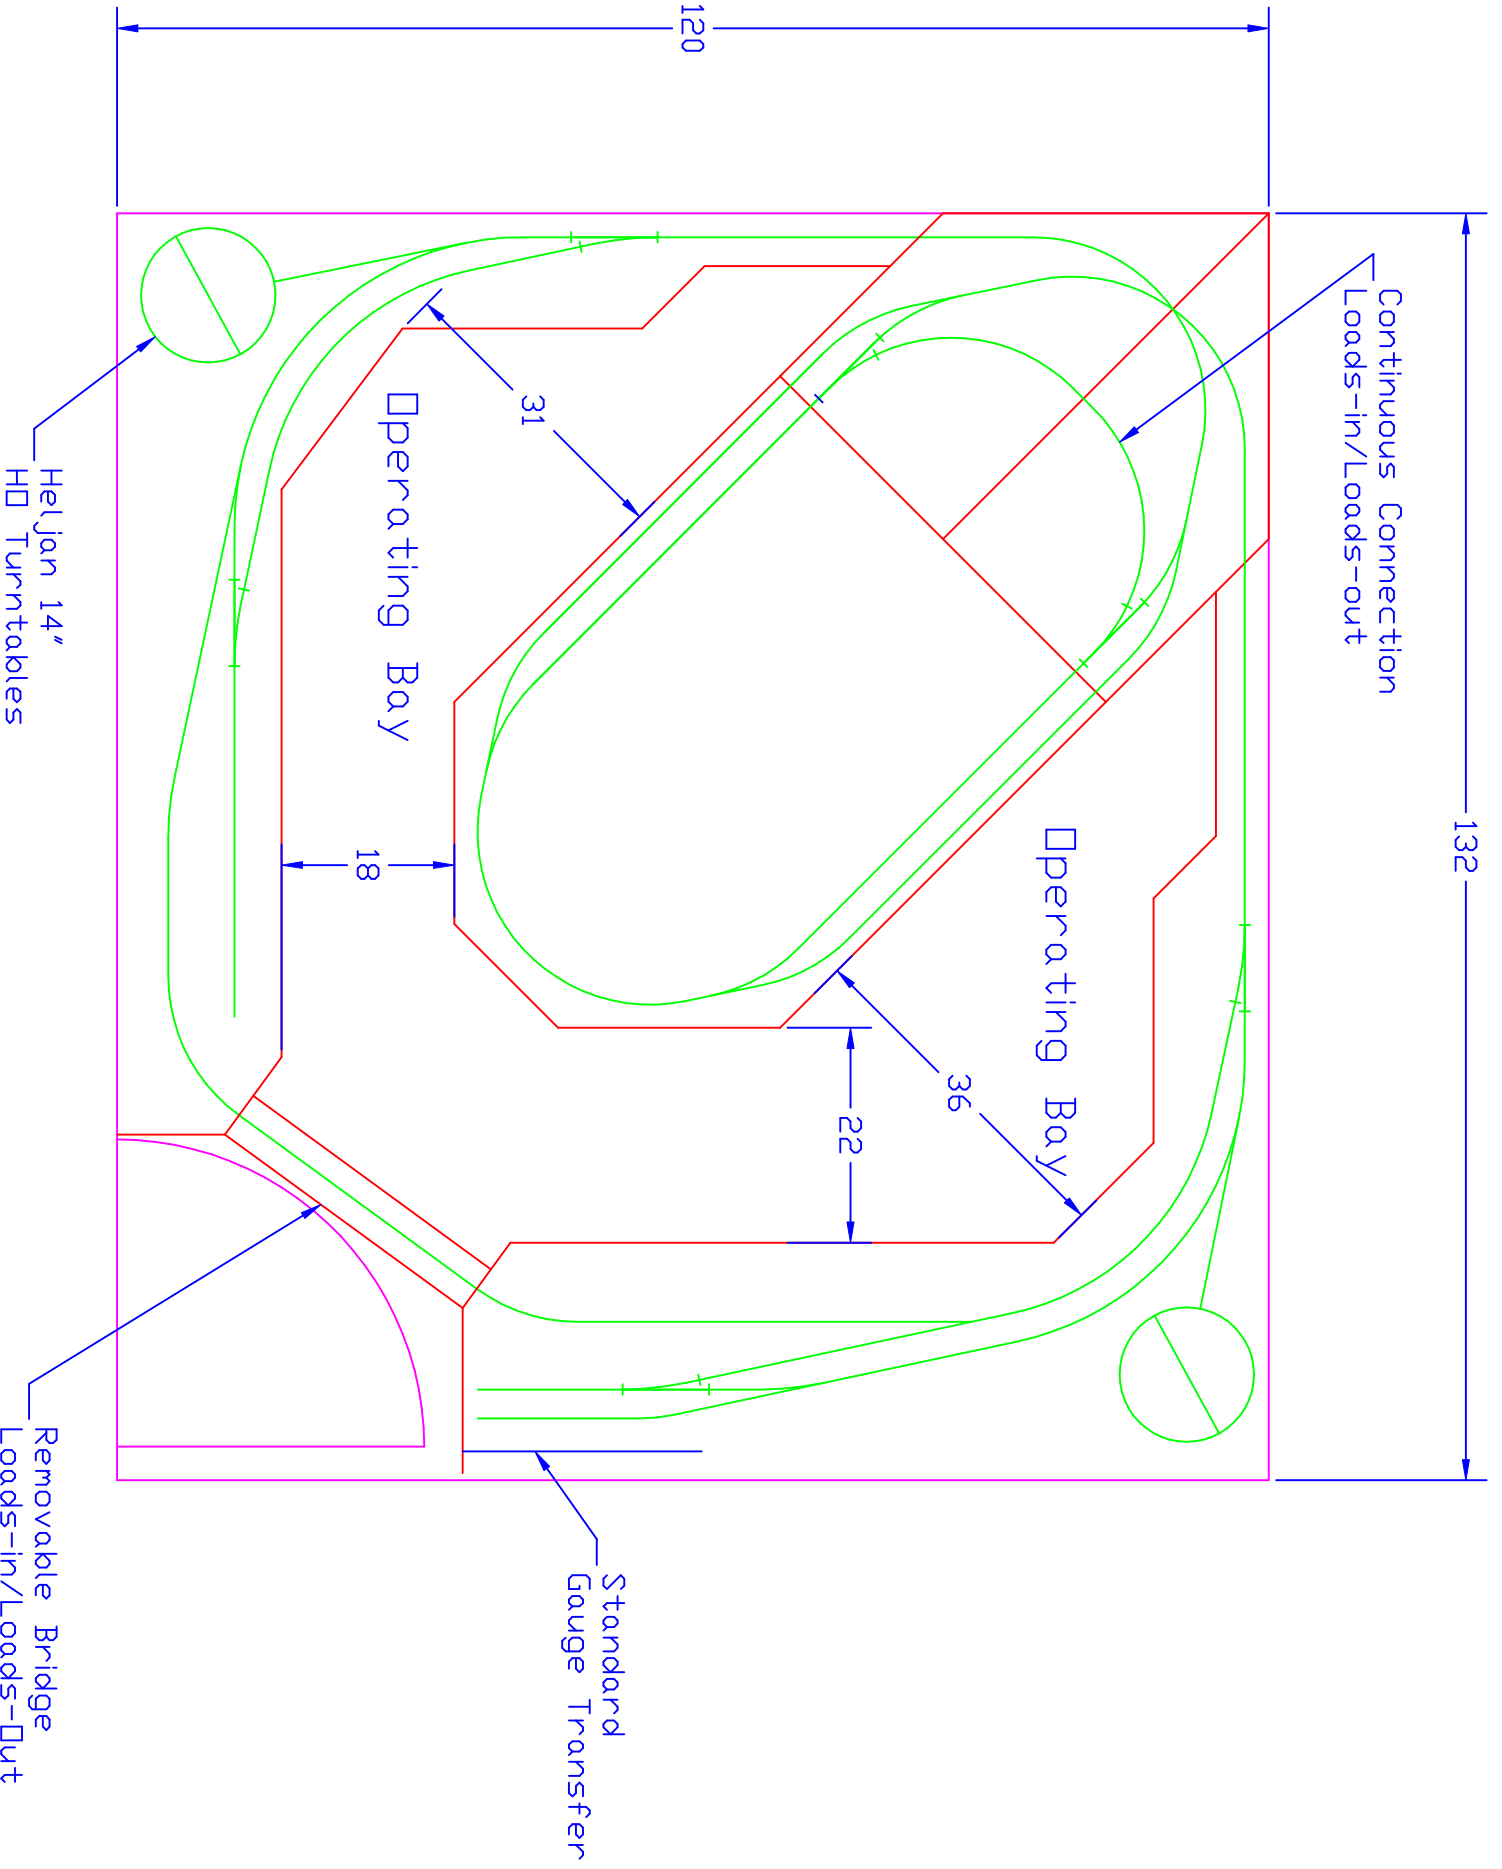 132
Continuous Connection
Loads-in/Loads-out
Operating Bay
36
22
120
Standard
Gauge Transfer
31
Operating Bay
18
Heljan 14"
HO Turntables
Removable Bridge
Loads-in/Loads-Out